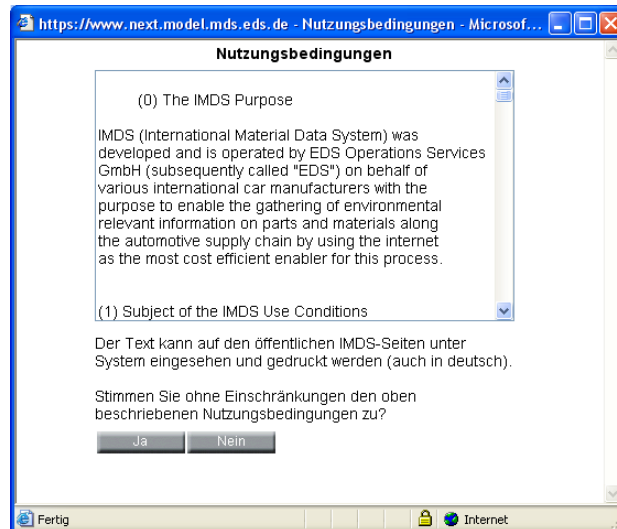 https://www.next.model.mds.eds.de - Nutzungsbedingungen - Microsof...
Nutzungsbedingungen
(0) The IMDS Purpose
IMDS (International Material Data System) was
developed and is operated by EDS Operations Services
GmbH (subsequently called "EDS") on behalf of
various international car manufacturers with the
purpose to enable the gathering of environmental
relevant information on parts and materials along
the automotive supply chain by using the internet
as the most cost efficient enabler for this process.
(1) Subject of the IMDS Use Conditions
Der Text kann auf den öffentlichen IMDS-Seiten unter
System eingesehen und gedruckt werden (auch in deutsch).
Stimmen Sie ohne Einschränkungen den oben
beschriebenen Nutzungsbedingungen zu?
Ja Nein
Fertig Internet